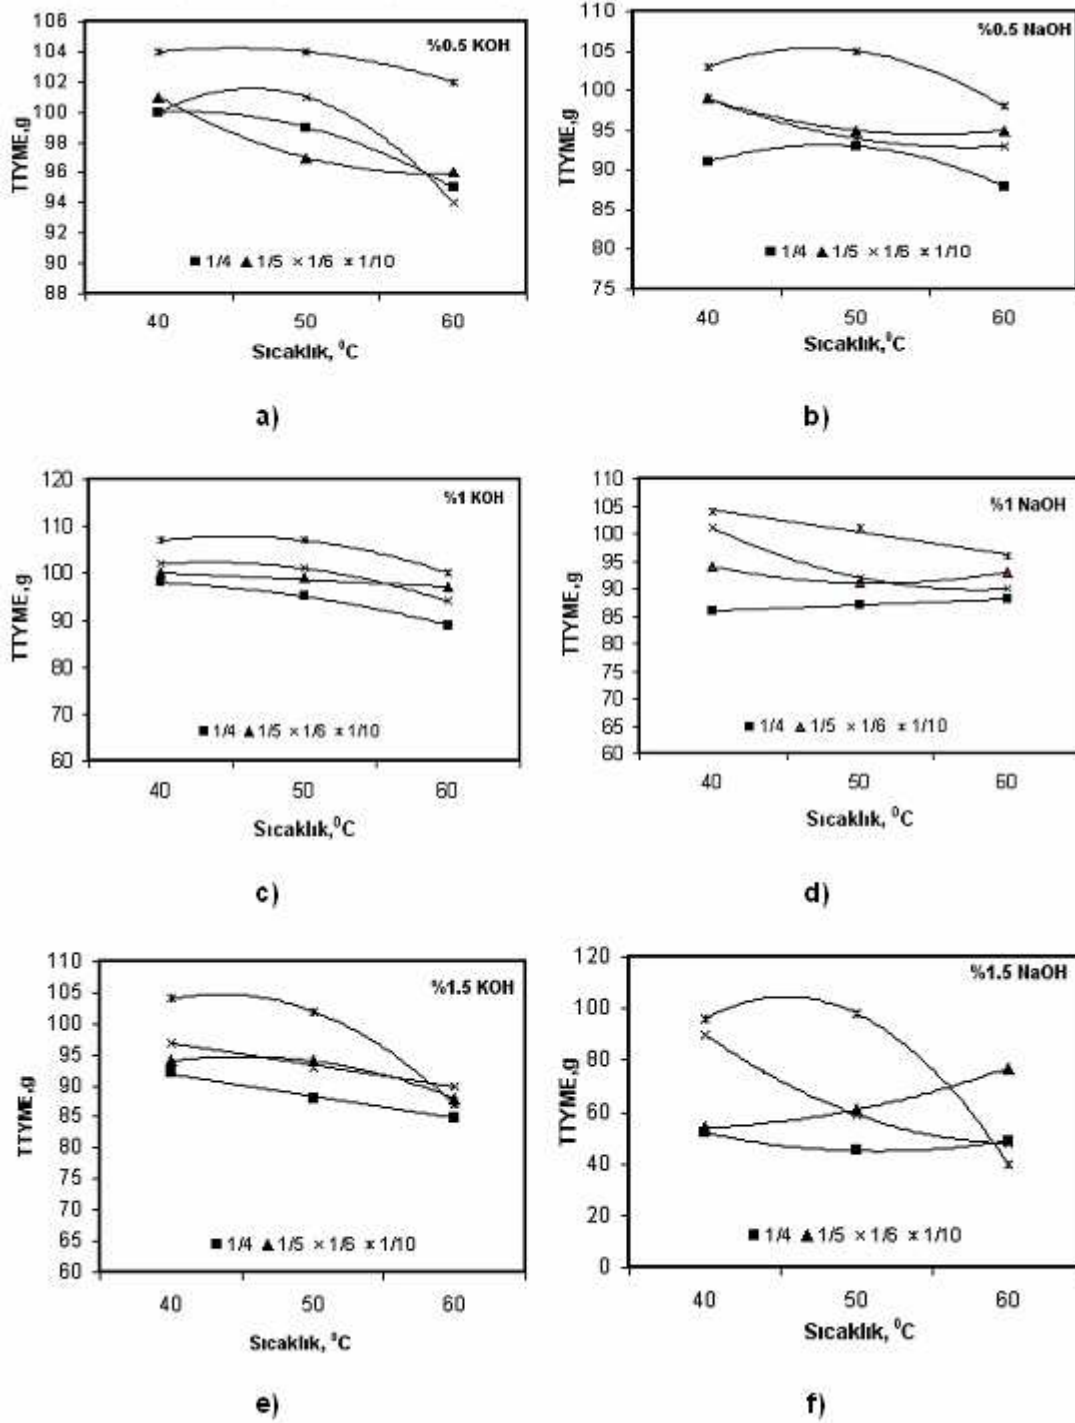 %0.5 KOH
TTYME,g
106
104
102
100
98
96
94
92
90
88
■ 1/4 ▲ 1/5 × 1/6 ж 1/10
40 50 60
Sıcaklık, ⁰C
a)
%0.5 NaOH
TTYME,g
110
105
100
95
90
85
80
75
■ 1/4 ▲ 1/5 × 1/6 ж 1/10
40 50 60
Sıcaklık,⁰C
b)
%1 KOH
TTYME,g
120
110
100
90
80
70
60
■ 1/4 ▲ 1/5 × 1/6 ж 1/10
40 50 60
Sıcaklık,⁰C
c)
%1 NaOH
TTYME,g
110
105
100
95
90
85
80
75
70
65
60
■ 1/4 ▲ 1/5 × 1/6 ж 1/10
40 50 60
Sıcaklık,⁰C
d)
%1.5 KOH
TTYME,g
110
105
100
95
90
85
80
75
70
65
60
■ 1/4 ▲ 1/5 × 1/6 ж 1/10
40 50 60
Sıcaklık, ⁰C
e)
%1.5 NaOH
TTYME,g
120
100
80
60
40
20
0
■ 1/4 ▲ 1/5 × 1/6 ж 1/10
40 50 60
Sıcaklık, ⁰C
f)